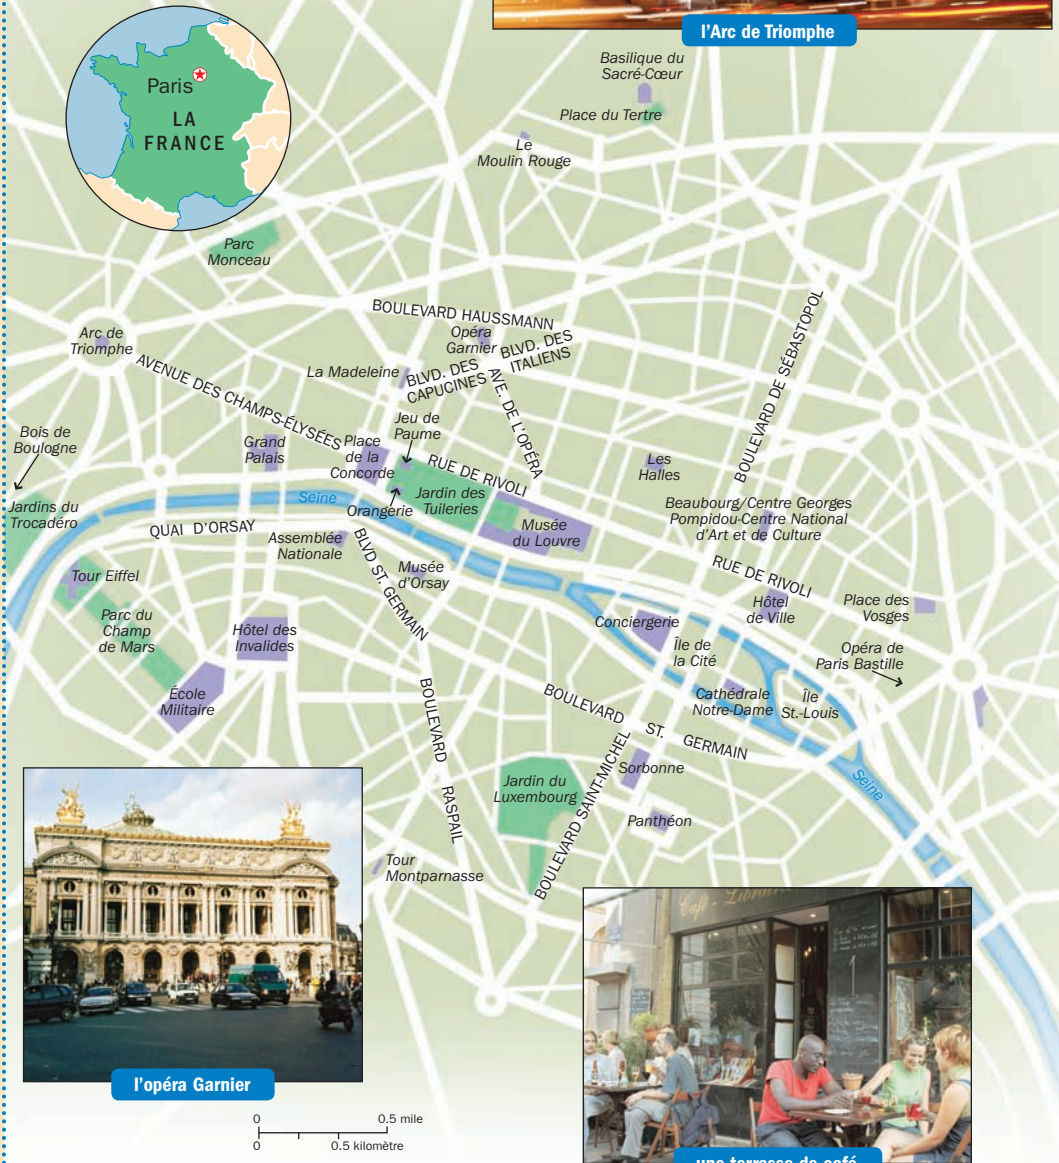 l'Arc de Triomphe
Paris
LA
FRANCE
Basilique du
Sacré-Cœur
Place du Tertre
Le
Moulin Rouge
Parc
Monceau
BOULEVARD HAUSSMANN
Opéra
Garnier
BLVD. DES
ITALIENS
Arc de
Triomphe
AVENUE DES CHAMPS-ÉLYSÉES
La Madeleine
BLVD. DES
CAPUCINES
AVE. DE L'OPÉRA
BOULEVARD DE SÉBASTOPOL
Jeu de
Paume
Bois de
Boulogne
Grand
Palais
Place
de la
Concorde
RUE DE RIVOLI
Les
Halles
Jardins du
Trocadéro
Seine
Orangerie
Jardin des
Tuileries
Musée
du Louvre
Beaubourg/Centre Georges
Pompidou-Centre National
d'Art et de Culture
QUAI D'ORSAY
Assemblée
Nationale
BLVD ST. GERMAIN
Musée
d'Orsay
RUE DE RIVOLI
Tour Eiffel
Parc du
Champ
de Mars
Hôtel des
Invalides
Conciergerie
Hôtel
de Ville
Place des
Vosges
Île de
la Cité
Opéra de
Paris Bastille
École
Militaire
BOULEVARD
RASPAIL
BOULEVARD ST. GERMAIN
Cathédrale
Notre-Dame
Île
St.-Louis
Sorbonne
Jardin du
Luxembourg
BOULEVARD SAINT-MICHEL
Seine
Panthéon
Tour
Montparnasse
Café - Librairie
l'opéra Garnier
0 0.5 mile
0 0.5 kilomètre
une terrasse de café